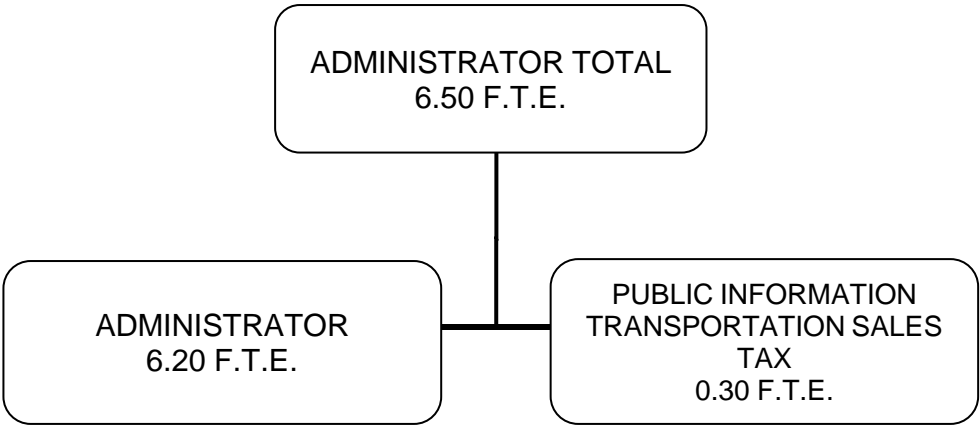 ADMINISTRATOR TOTAL
6.50 F.T.E.
ADMINISTRATOR
6.20 F.T.E.
PUBLIC INFORMATION
TRANSPORTATION SALES
TAX
0.30 F.T.E.